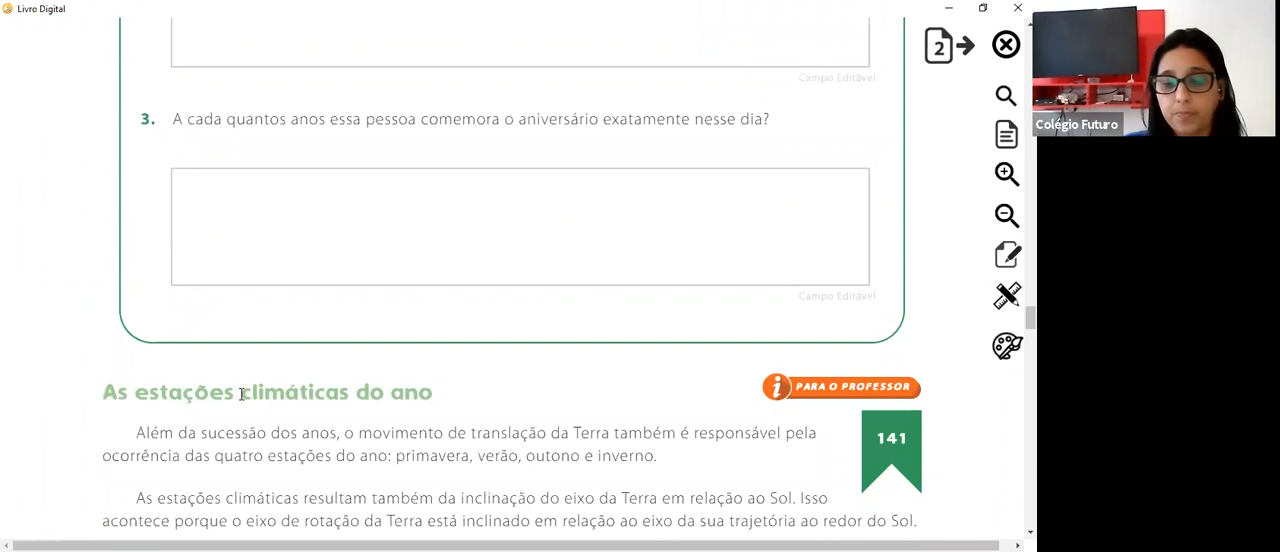 Livro Digital
2
Campo Editável
3. A cada quantos anos essa pessoa comemora o aniversário exatamente nesse dia?
Colégio Futuro
Campo Editável
As estações climáticas do ano
i PARA O PROFESSOR
Além da sucessão dos anos, o movimento de translação da Terra também é responsável pela
ocorrência das quatro estações do ano: primavera, verão, outono e inverno.
141
As estações climáticas resultam também da inclinação do eixo da Terra em relação ao Sol. Isso
acontece porque o eixo de rotação da Terra está inclinado em relação ao eixo da sua trajetória ao redor do Sol.